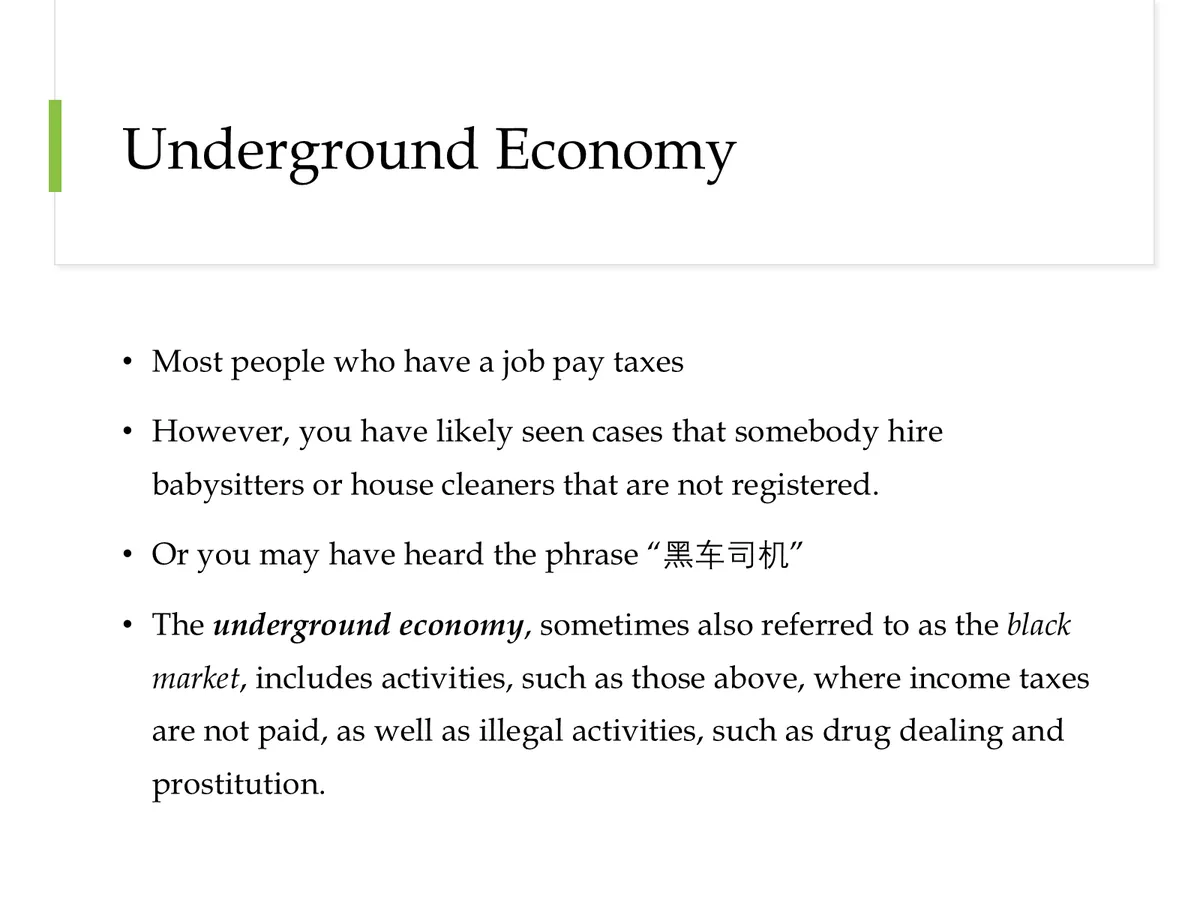 Underground Economy
• Most people who have a job pay taxes
• However, you have likely seen cases that somebody hire
babysitters or house cleaners that are not registered.
• Or you may have heard the phrase “黑车司机”
• The underground economy, sometimes also referred to as the black
market, includes activities, such as those above, where income taxes
are not paid, as well as illegal activities, such as drug dealing and
prostitution.